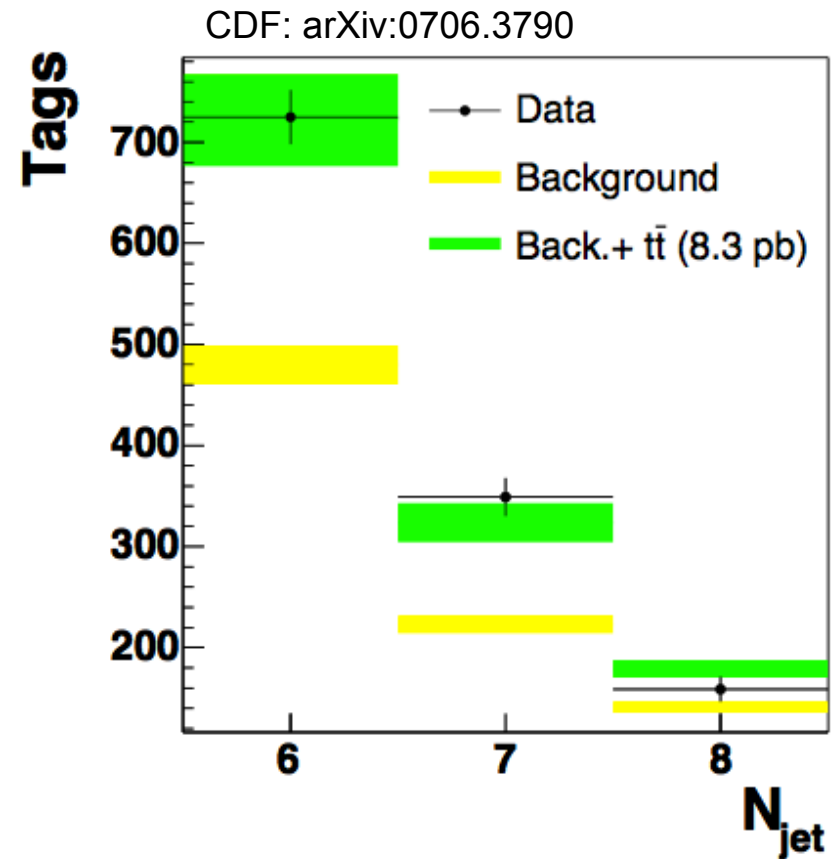 CDF: arXiv:0706.3790
Tags
Data
Background
Back.+ tt̄ (8.3 pb)
700
600
500
400
300
200
6 7 8
N_jet